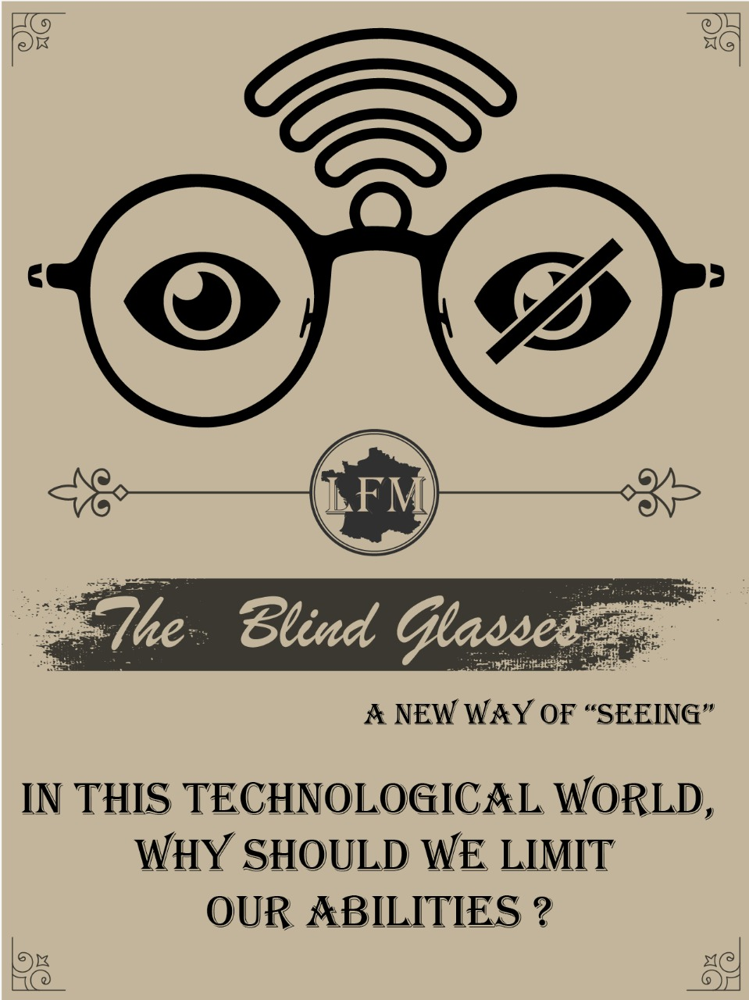 LFM
The Blind Glasses
A NEW WAY OF “SEEING”
IN THIS TECHNOLOGICAL WORLD,
WHY SHOULD WE LIMIT
OUR ABILITIES ?